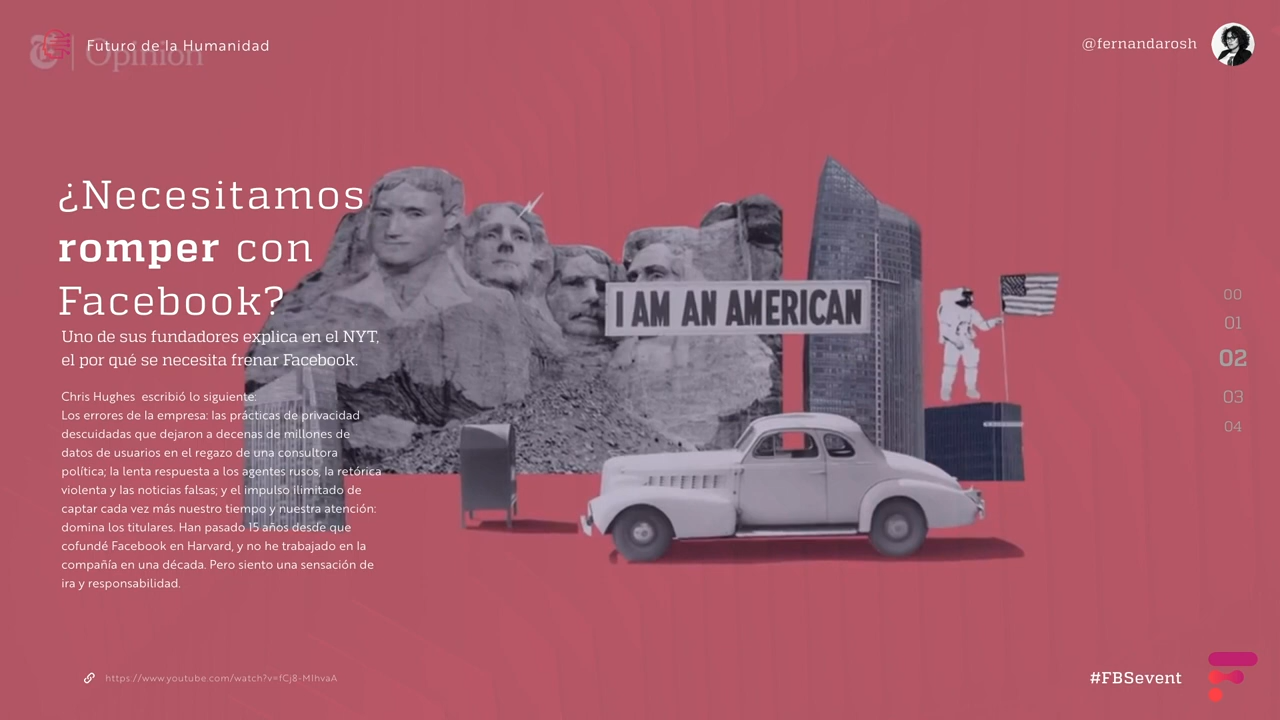 Futuro de la Humanidad
Opinion
@fernandarosh
¿Necesitamos
romper con
Facebook?
Uno de sus fundadores explica en el NYT,
el por qué se necesita frenar Facebook.
Chris Hughes escribió lo siguiente:
Los errores de la empresa: las prácticas de privacidad
descuidadas que dejaron a decenas de millones de
datos de usuarios en el regazo de una consultora
política; la lenta respuesta a los agentes rusos, la retórica
violenta y las noticias falsas; y el impulso ilimitado de
captar cada vez más nuestro tiempo y nuestra atención:
domina los titulares. Han pasado 15 años desde que
cofundé Facebook en Harvard, y no he trabajado en la
compañía en una década. Pero siento una sensación de
ira y responsabilidad.
I AM AN AMERICAN
00
01
02
03
04
https://www.youtube.com/watch?v=fCj8-MIhvaA
#FBSevent